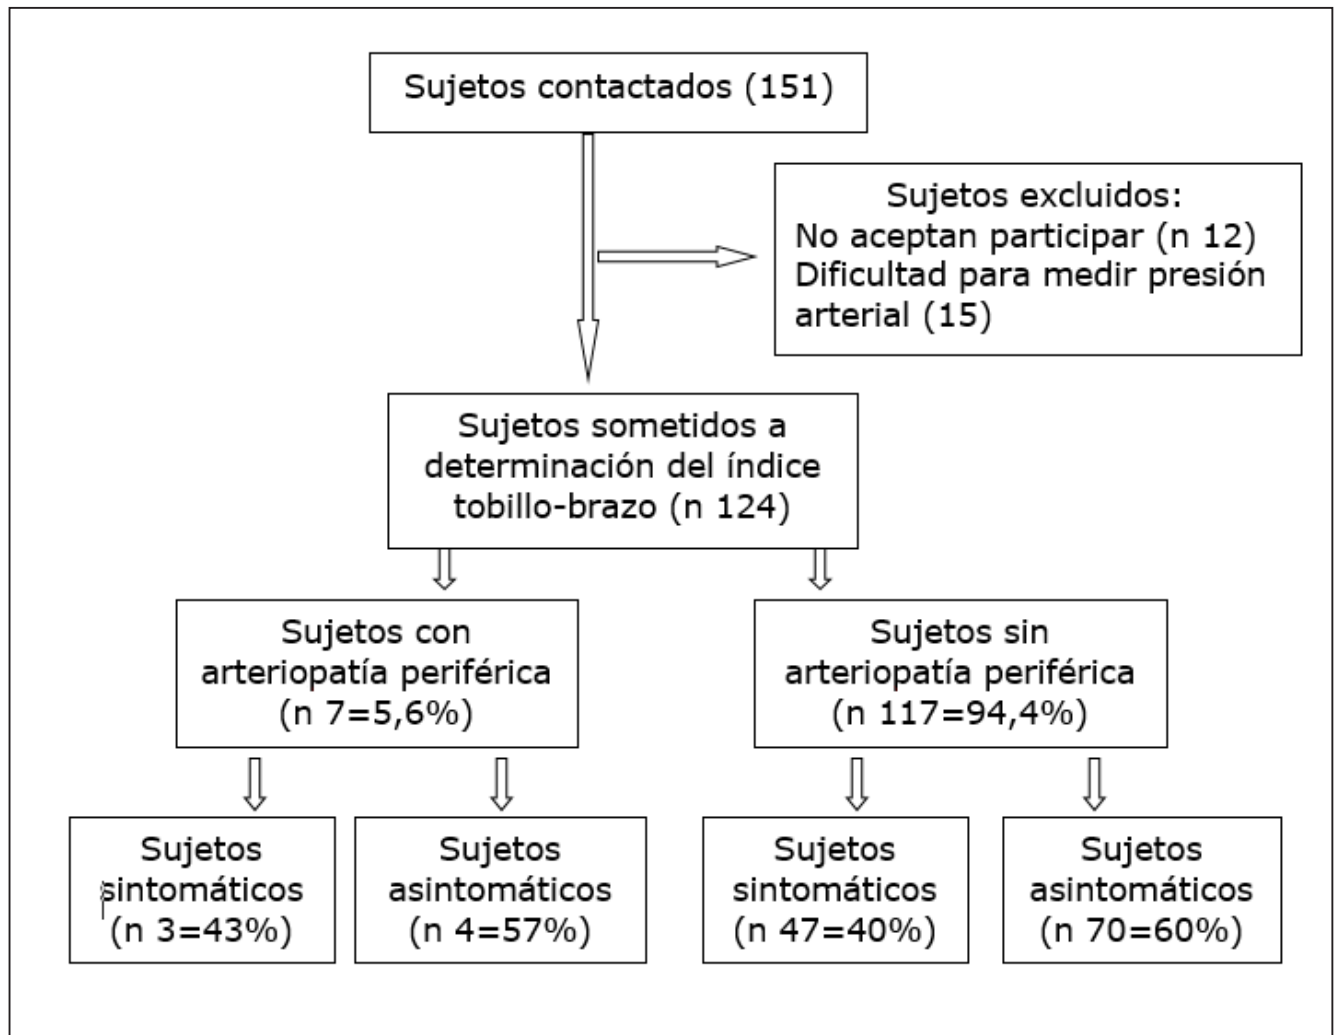 Sujetos contactados (151)
Sujetos excluidos:
No aceptan participar (n 12)
Dificultad para medir presión
arterial (15)
Sujetos sometidos a
determinación del índice
tobillo-brazo (n 124)
Sujetos con
arteriopatía periférica
(n 7=5,6%)
Sujetos sin
arteriopatía periférica
(n 117=94,4%)
Sujetos
sintomáticos
(n 3=43%)
Sujetos
asintomáticos
(n 4=57%)
Sujetos
sintomáticos
(n 47=40%)
Sujetos
asintomáticos
(n 70=60%)